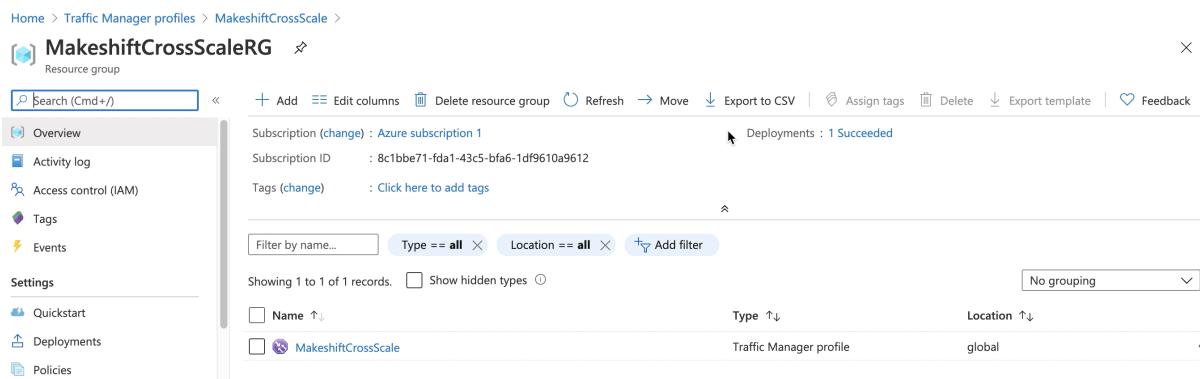 Home > Traffic Manager profiles > MakeshiftCrossScale >
MakeshiftCrossScaleRG
Resource group
Search (Cmd+/)
Add Edit columns Delete resource group Refresh Move Export to CSV Assign tags Delete Export template Feedback
Overview
Activity log
Access control (IAM)
Tags
Events
Settings
Quickstart
Deployments
Policies
Subscription (change) : Azure subscription 1
Deployments : 1 Succeeded
Subscription ID : 8c1bbe71-fda1-43c5-bfa6-1df9610a9612
Tags (change) : Click here to add tags
Filter by name... Type == all Location == all Add filter
Showing 1 to 1 of 1 records. Show hidden types No grouping
Name Type Location
MakeshiftCrossScale Traffic Manager profile global